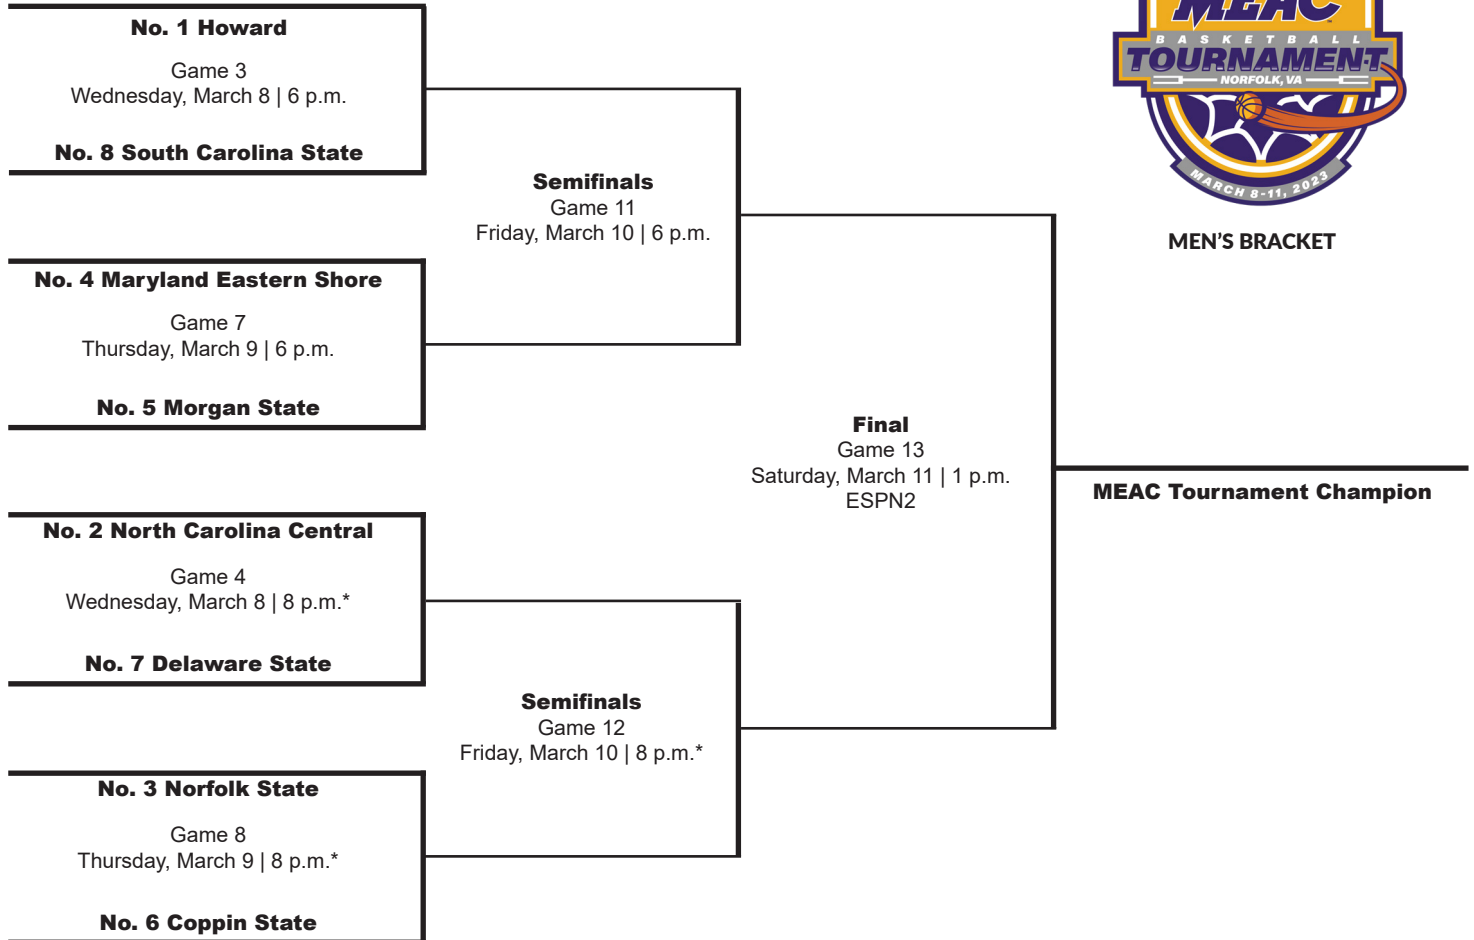 No. 1 Howard
Game 3
Wednesday, March 8 | 6 p.m.
No. 8 South Carolina State
No. 4 Maryland Eastern Shore
Game 7
Thursday, March 9 | 6 p.m.
No. 5 Morgan State
No. 2 North Carolina Central
Game 4
Wednesday, March 8 | 8 p.m.*
No. 7 Delaware State
No. 3 Norfolk State
Game 8
Thursday, March 9 | 8 p.m.*
No. 6 Coppin State
Semifinals
Game 11
Friday, March 10 | 6 p.m.
Semifinals
Game 12
Friday, March 10 | 8 p.m.*
Final
Game 13
Saturday, March 11 | 1 p.m.
ESPN2
MEAC Tournament Champion
MEAC
BASKETBALL
TOURNAMENT
NORFOLK, VA
MARCH 8-11, 2023
MEN'S BRACKET